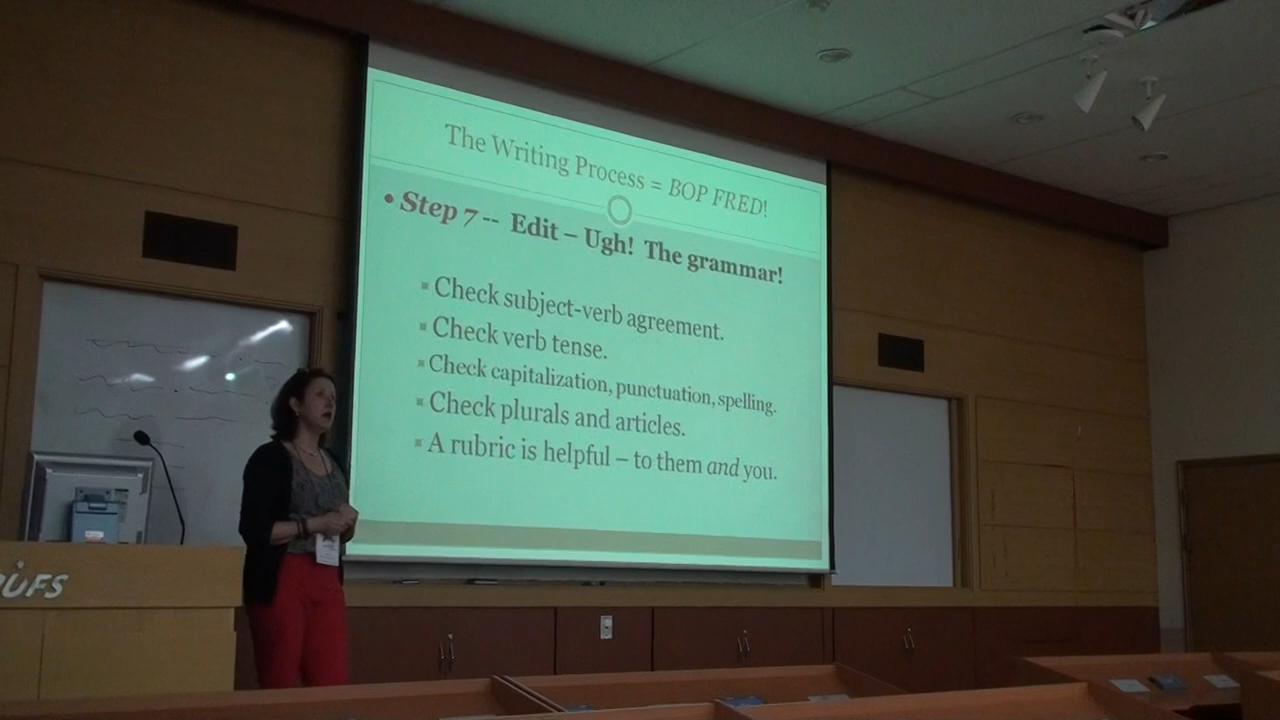 The Writing Process = BOP FRED!
• Step 7 -- Edit – Ugh! The grammar!
▪ Check subject-verb agreement.
▪ Check verb tense.
▪ Check capitalization, punctuation, spelling.
▪ Check plurals and articles.
▪ A rubric is helpful – to them and you.
UFS